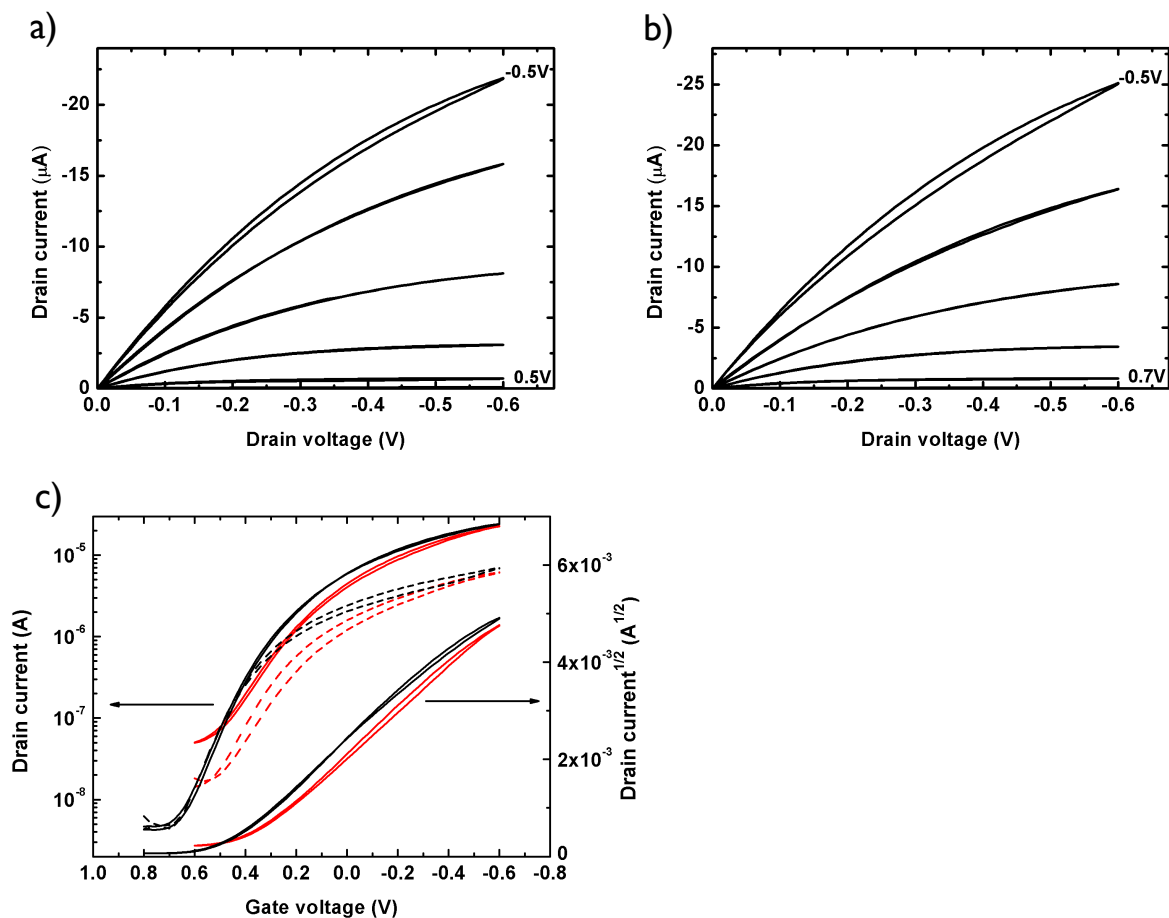 a)
-20
-15
-10
-5
0
Drain current (μA)
-0.5V
0.5V
0.0 -0.1 -0.2 -0.3 -0.4 -0.5 -0.6
Drain voltage (V)
b)
-25
-20
-15
-10
-5
0
Drain current (μA)
-0.5V
0.7V
0.0 -0.1 -0.2 -0.3 -0.4 -0.5 -0.6
Drain voltage (V)
c)
10⁻⁵
10⁻⁶
10⁻⁷
10⁻⁸
Drain current (A)
6x10⁻³
4x10⁻³
2x10⁻³
0
Drain current^1/2 (A^1/2)
1.0 0.8 0.6 0.4 0.2 0.0 -0.2 -0.4 -0.6 -0.8
Gate voltage (V)